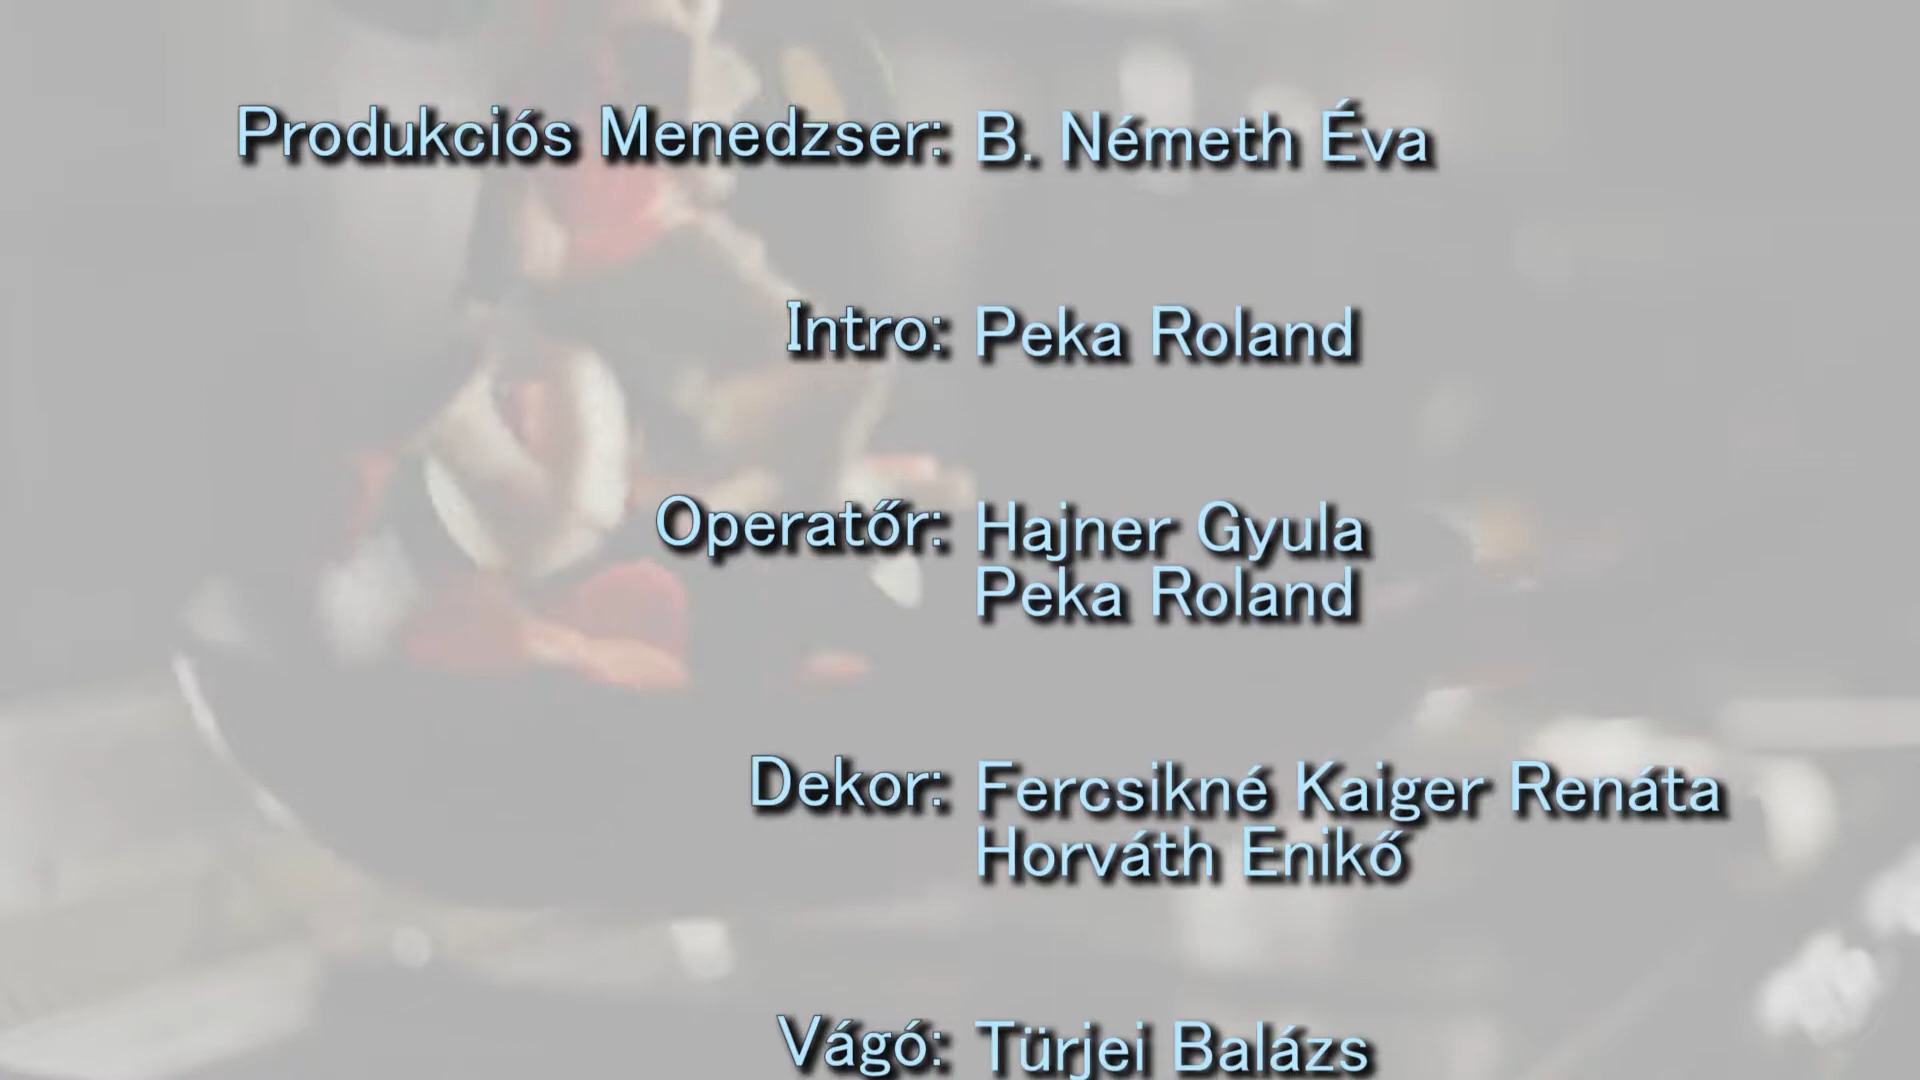 Produkciós Menedzser: B. Németh Éva
Intro: Peka Roland
Operatőr: Hajner Gyula
Peka Roland
Dekor: Fercsikné Kaiger Renáta
Horváth Enikő
Vágó: Türjei Balázs